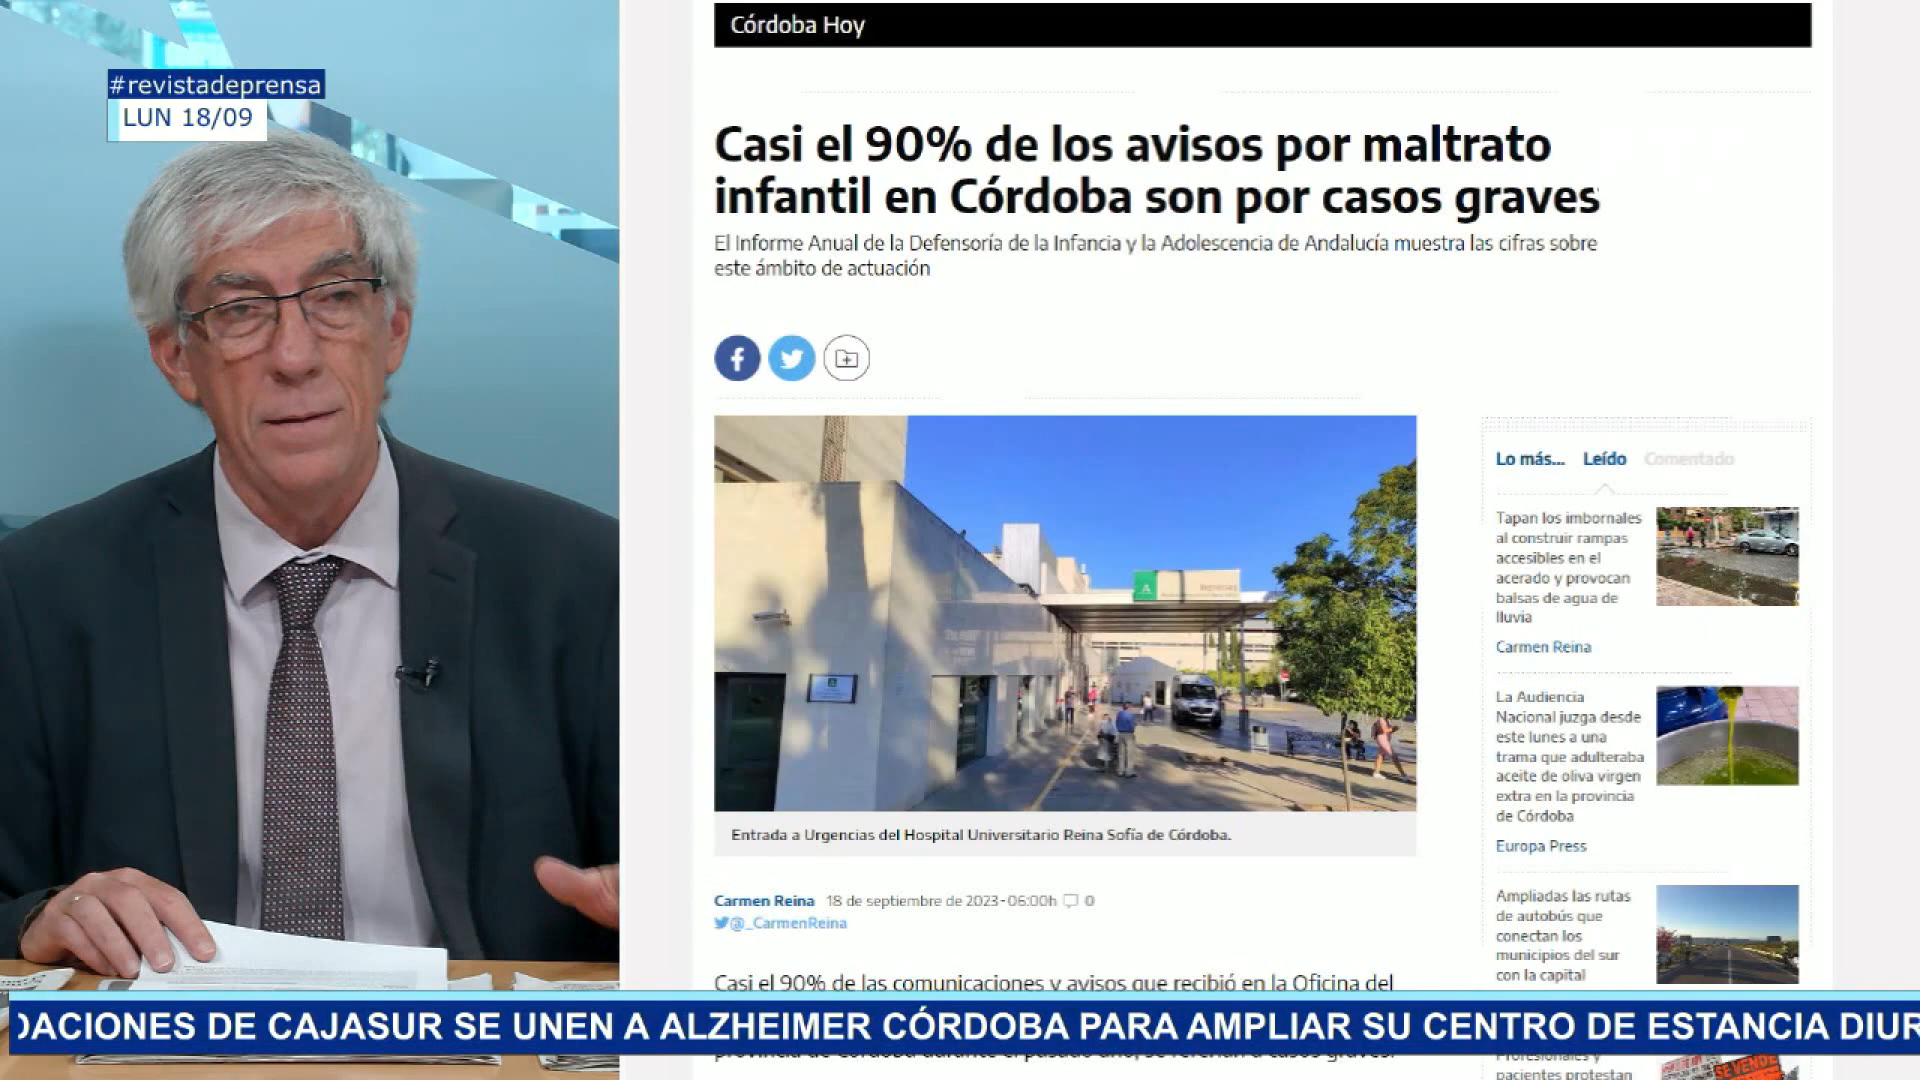 #revistadeprensa
LUN 18/09
Córdoba Hoy
Casi el 90% de los avisos por maltrato
infantil en Córdoba son por casos graves
El Informe Anual de la Defensoría de la Infancia y la Adolescencia de Andalucía muestra las cifras sobre
este ámbito de actuación
Entrada a Urgencias del Hospital Universitario Reina Sofía de Córdoba.
Carmen Reina 18 de septiembre de 2023-06:00h 0
@_CarmenReina
Casi el 90% de las comunicaciones y avisos que recibió en la Oficina del
Lo más... Leído Comentado
Tapan los imbornales
al construir rampas
accesibles en el
acerado y provocan
balsas de agua de
lluvia
Carmen Reina
La Audiencia
Nacional juzga desde
este lunes a una
trama que adulteraba
aceite de oliva virgen
extra en la provincia
de Córdoba
Europa Press
Ampliadas las rutas
de autobús que
conectan los
municipios del sur
con la capital
Profesionales y
pacientes protestan
SE VENDE
DACIONES DE CAJASUR SE UNEN A ALZHEIMER CÓRDOBA PARA AMPLIAR SU CENTRO DE ESTANCIA DIUR